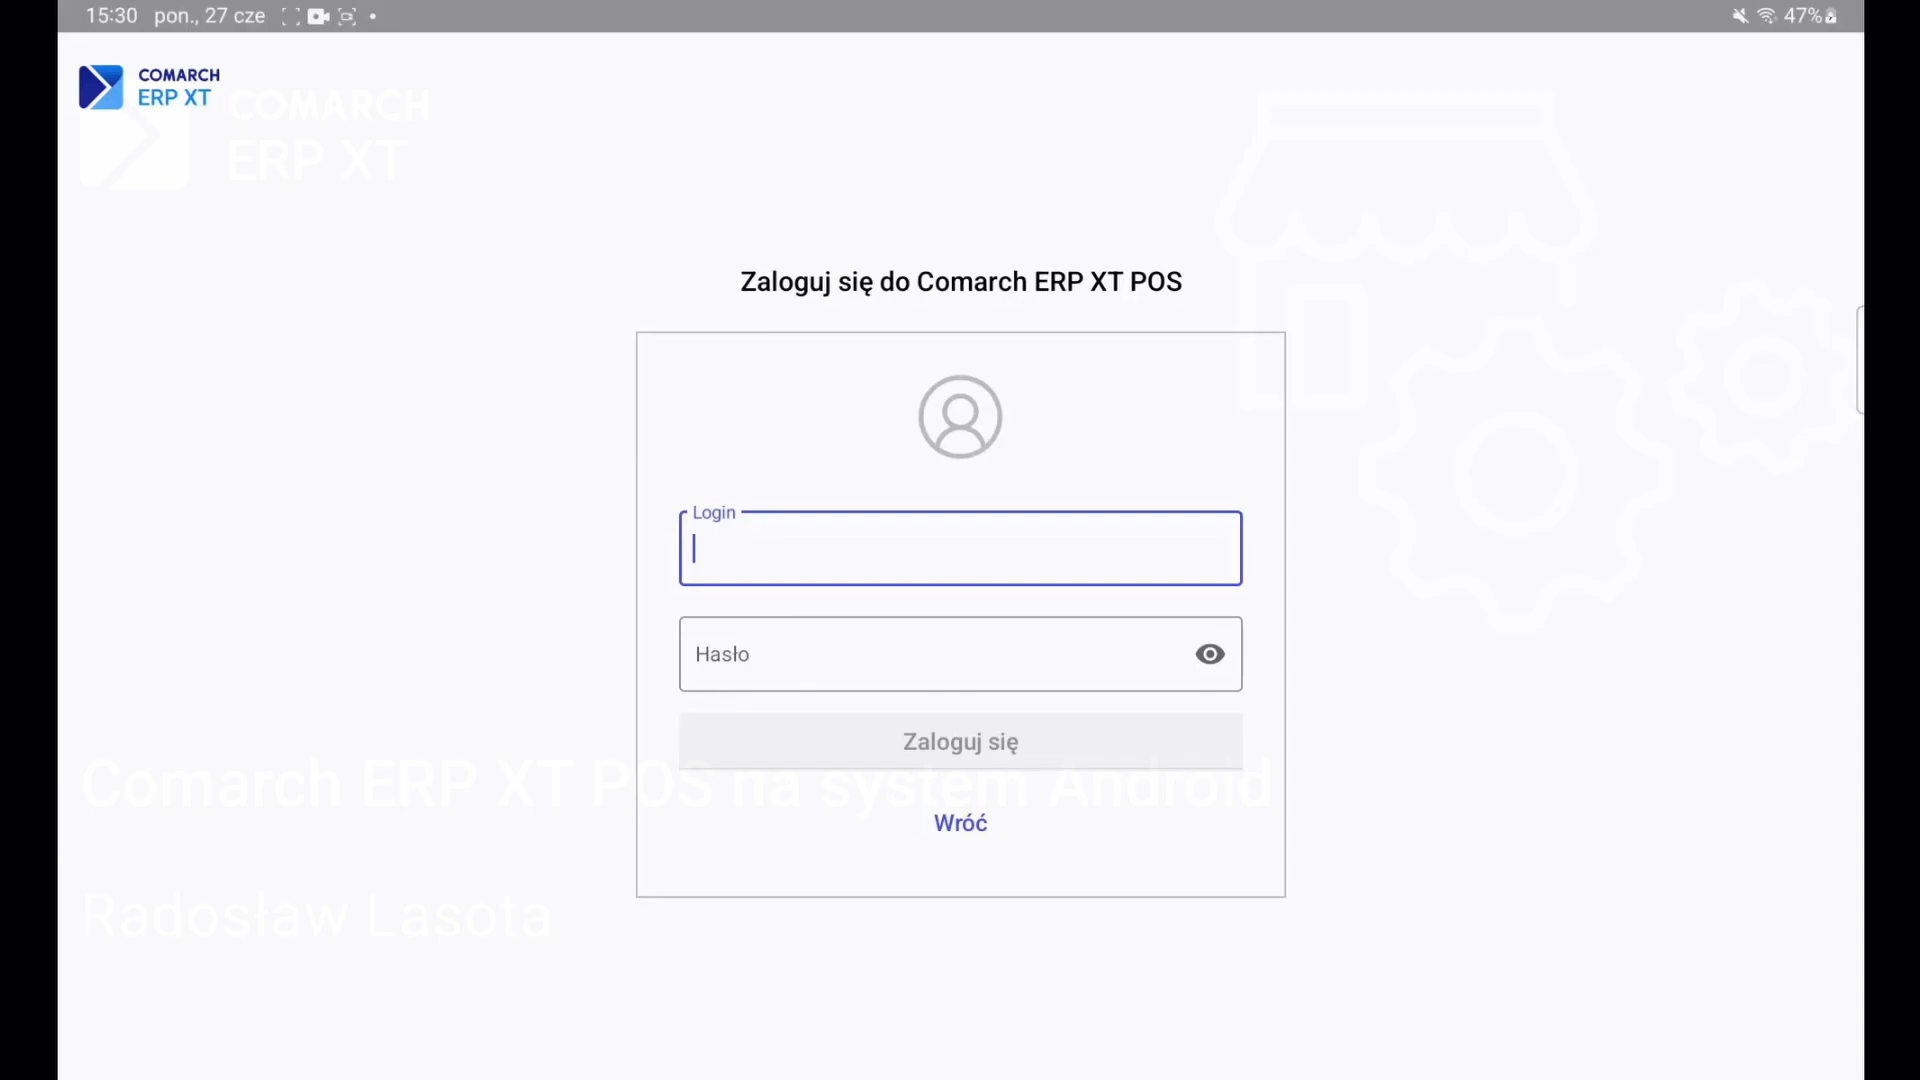 15:30 pon., 27 cze
47%
COMARCH
ERP XT
COMARCH
ERP XT
Zaloguj się do Comarch ERP XT POS
Login
Hasło
Zaloguj się
Comarch ERP XT POS na system Android
Wróć
Radosław Lasota